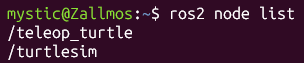 mystic@Zallmos:~$ ros2 node list
/teleop_turtle
/turtlesim